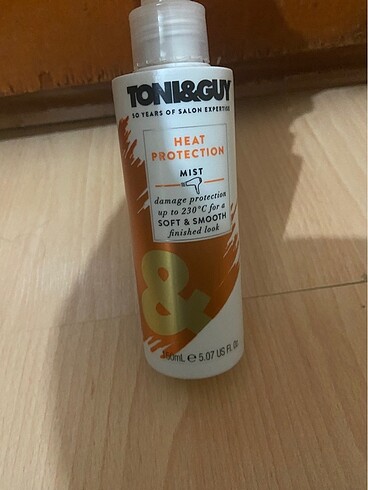 TONI&GUY
50 YEARS OF SALON EXPERTISE
HEAT
PROTECTION
MIST
damage protection
up to 230°C for a
SOFT & SMOOTH
finished look
&
150mL ℮ 5.07 US Fl. Oz.